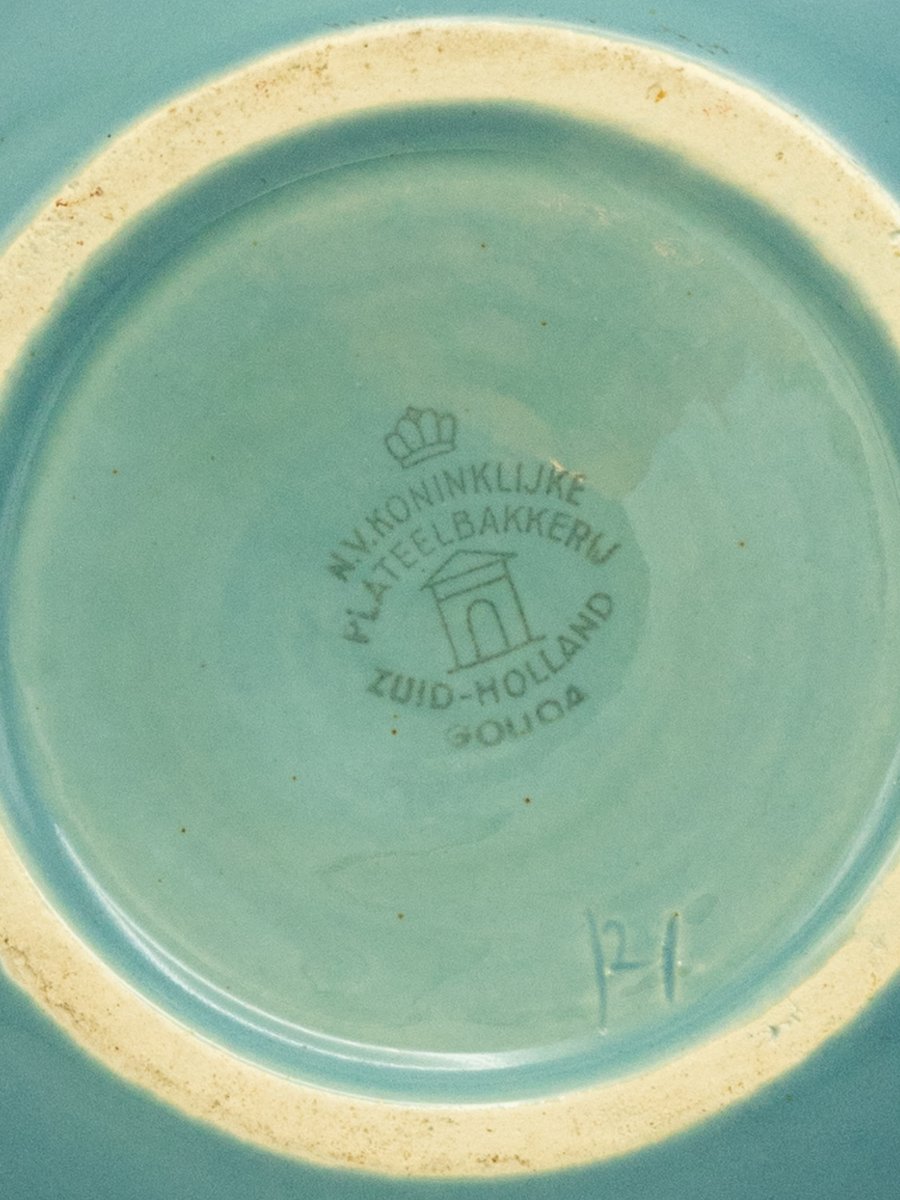 N.V. KONINKLIJKE
PLATEELBAKKERIJ
ZUID-HOLLAND
GOUDA
121